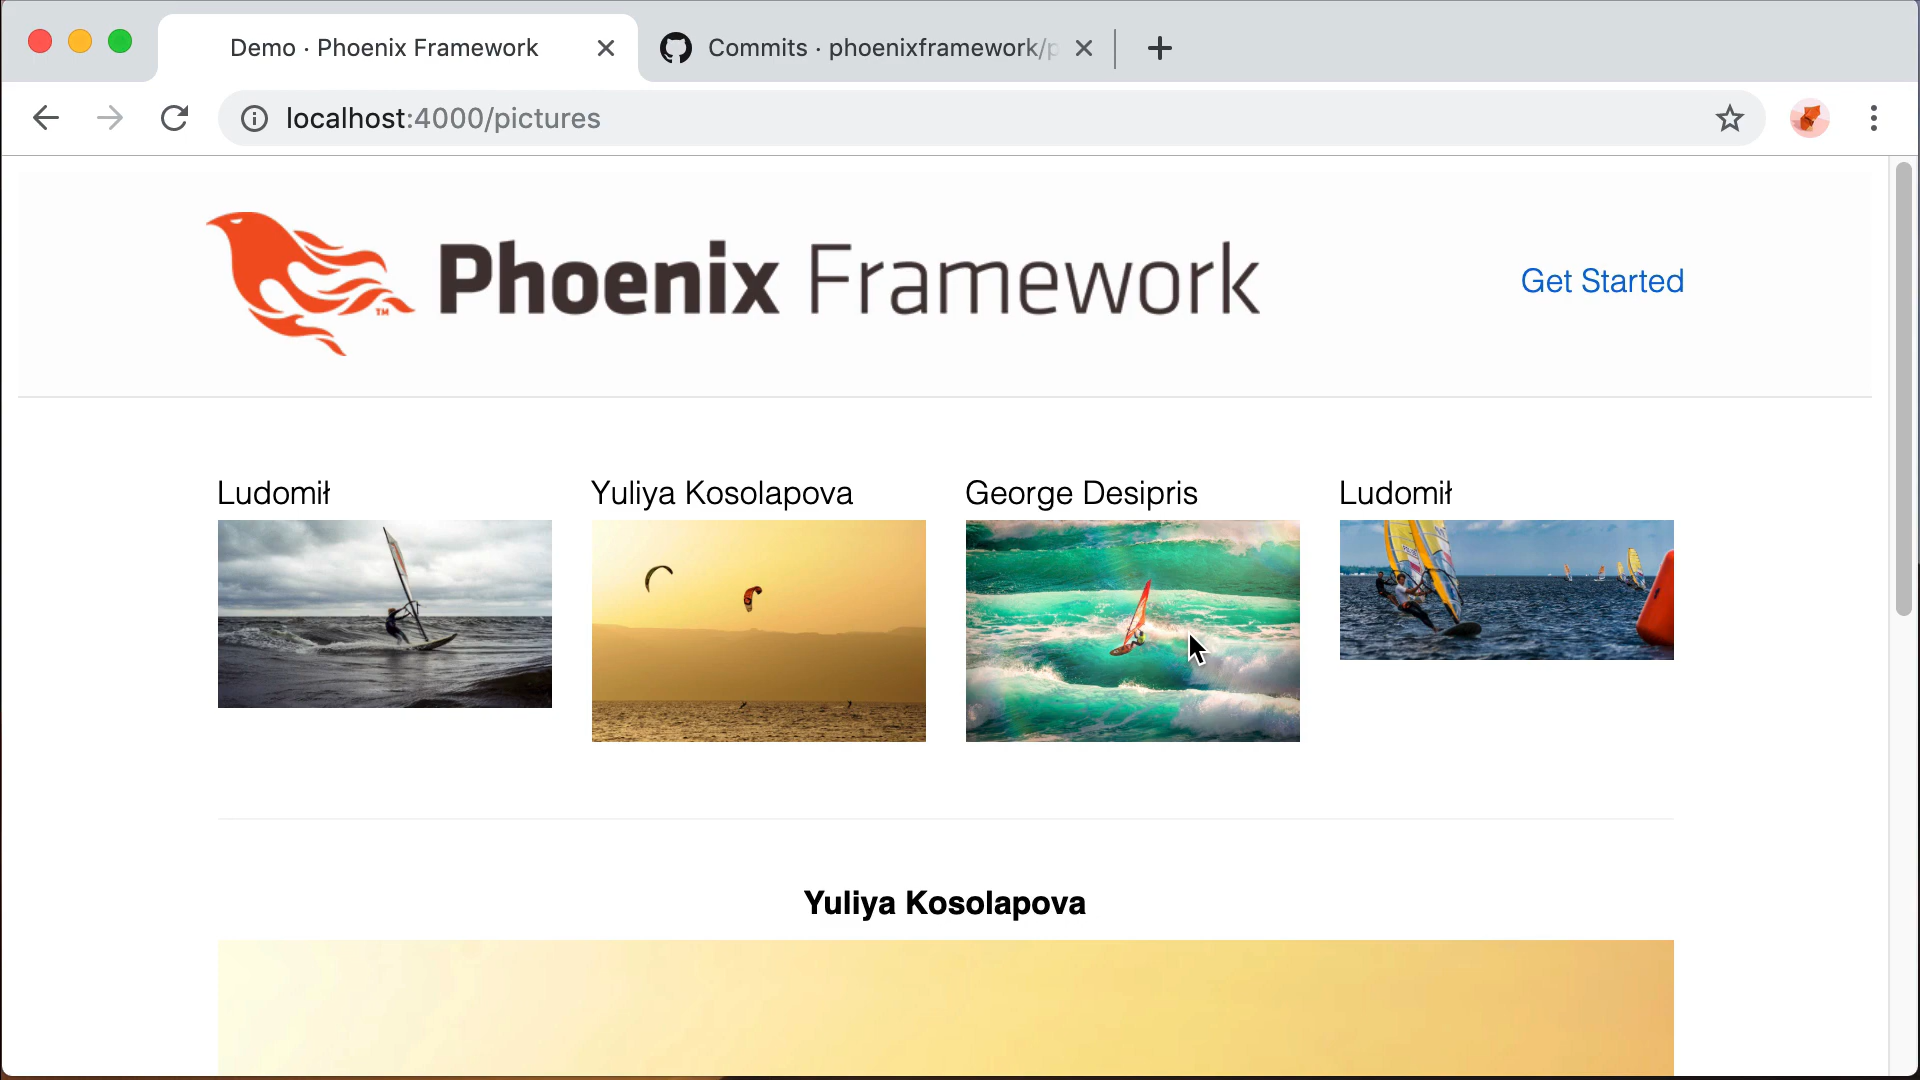 Demo · Phoenix Framework
Commits · phoenixframework/p
localhost:4000/pictures
Phoenix Framework
TM
Get Started
Ludomił
Yuliya Kosolapova
George Desipris
Ludomił
Yuliya Kosolapova